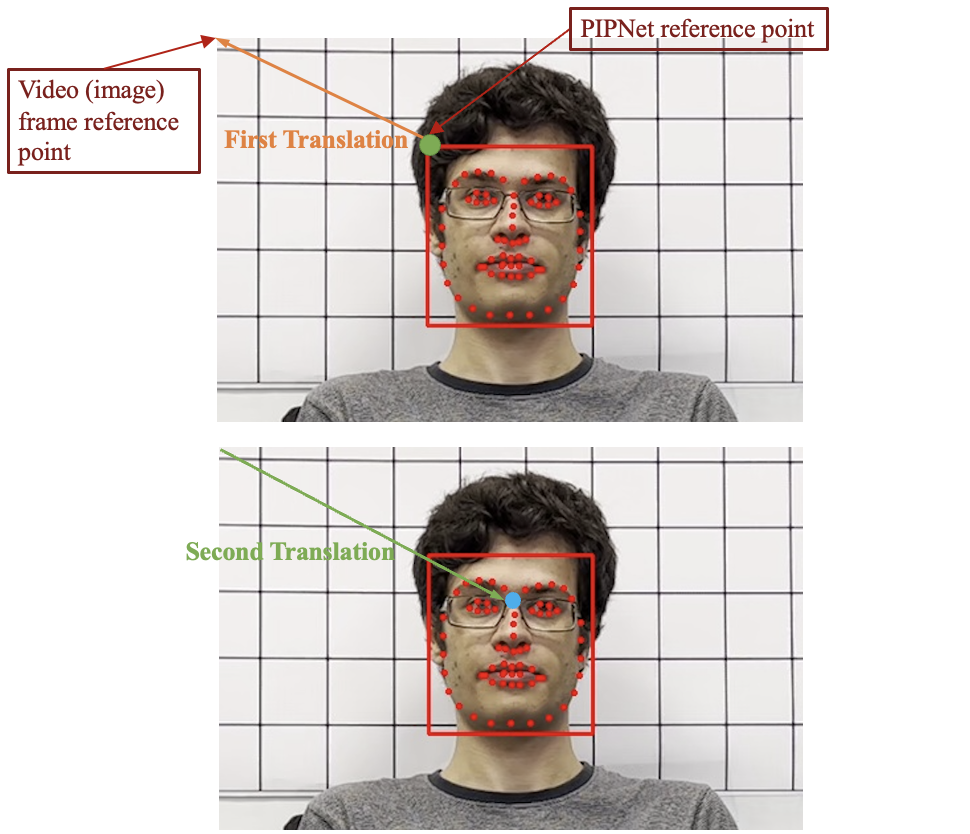 PIPNet reference point
Video (image)
frame reference
point
First Translation
Second Translation